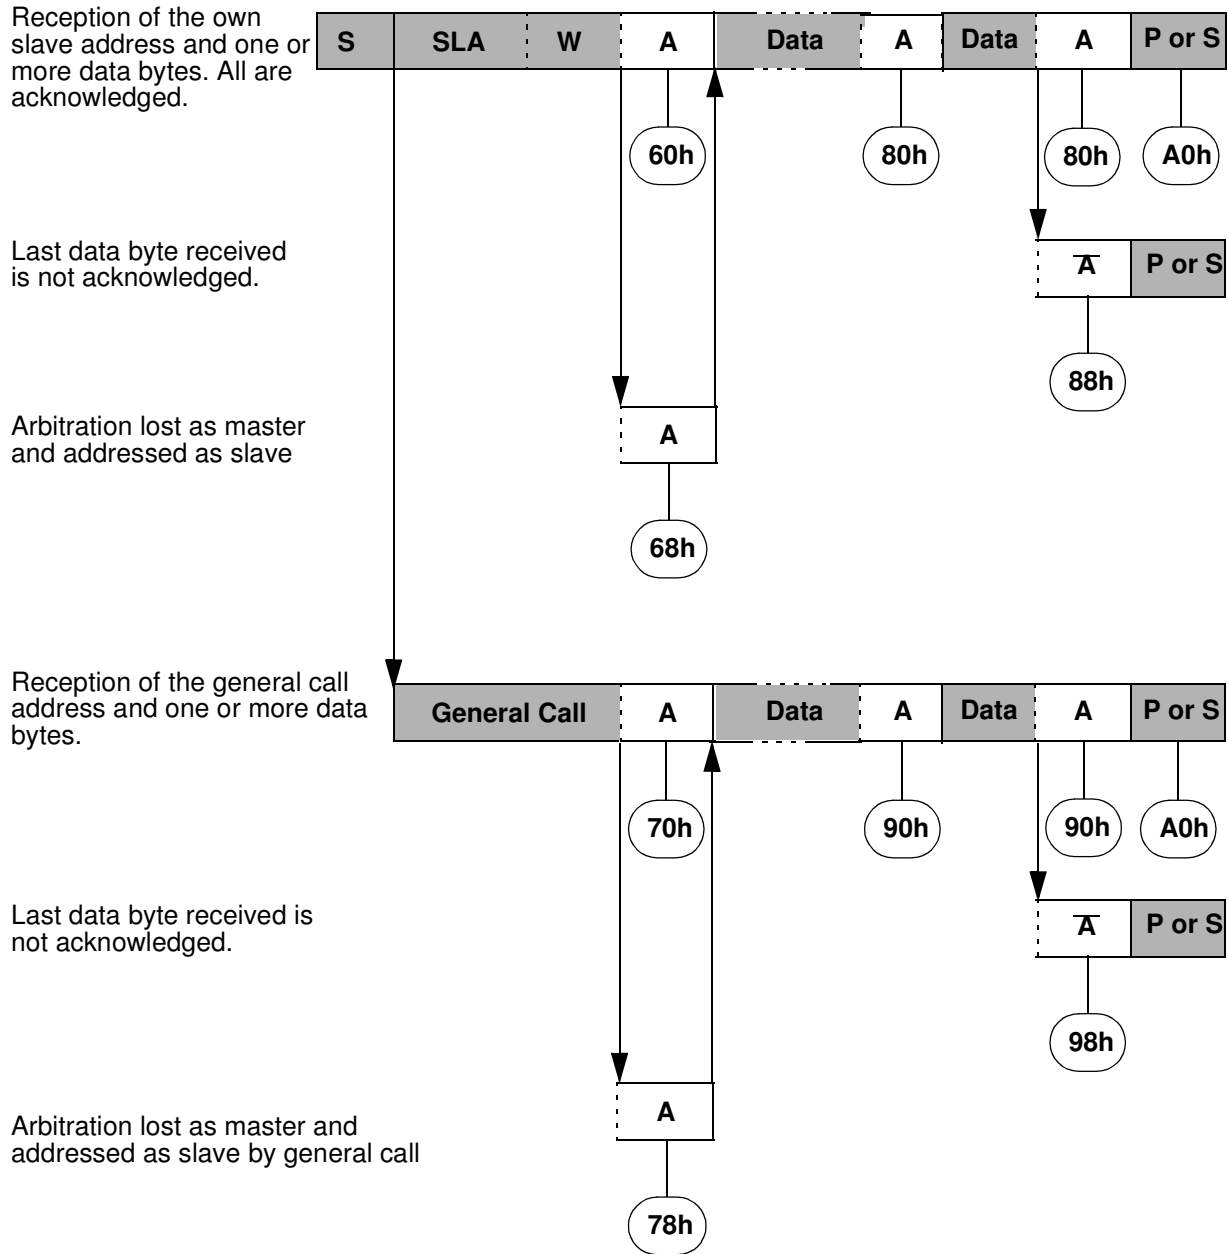 Reception of the own
slave address and one or
more data bytes. All are
acknowledged.
S SLA W A Data A Data A P or S
60h 80h 80h A0h
Last data byte received
is not acknowledged.
A̅ P or S
88h
Arbitration lost as master
and addressed as slave
A
68h
Reception of the general call
address and one or more data
bytes.
General Call A Data A Data A P or S
70h 90h 90h A0h
Last data byte received is
not acknowledged.
A̅ P or S
98h
A
Arbitration lost as master and
addressed as slave by general call
78h